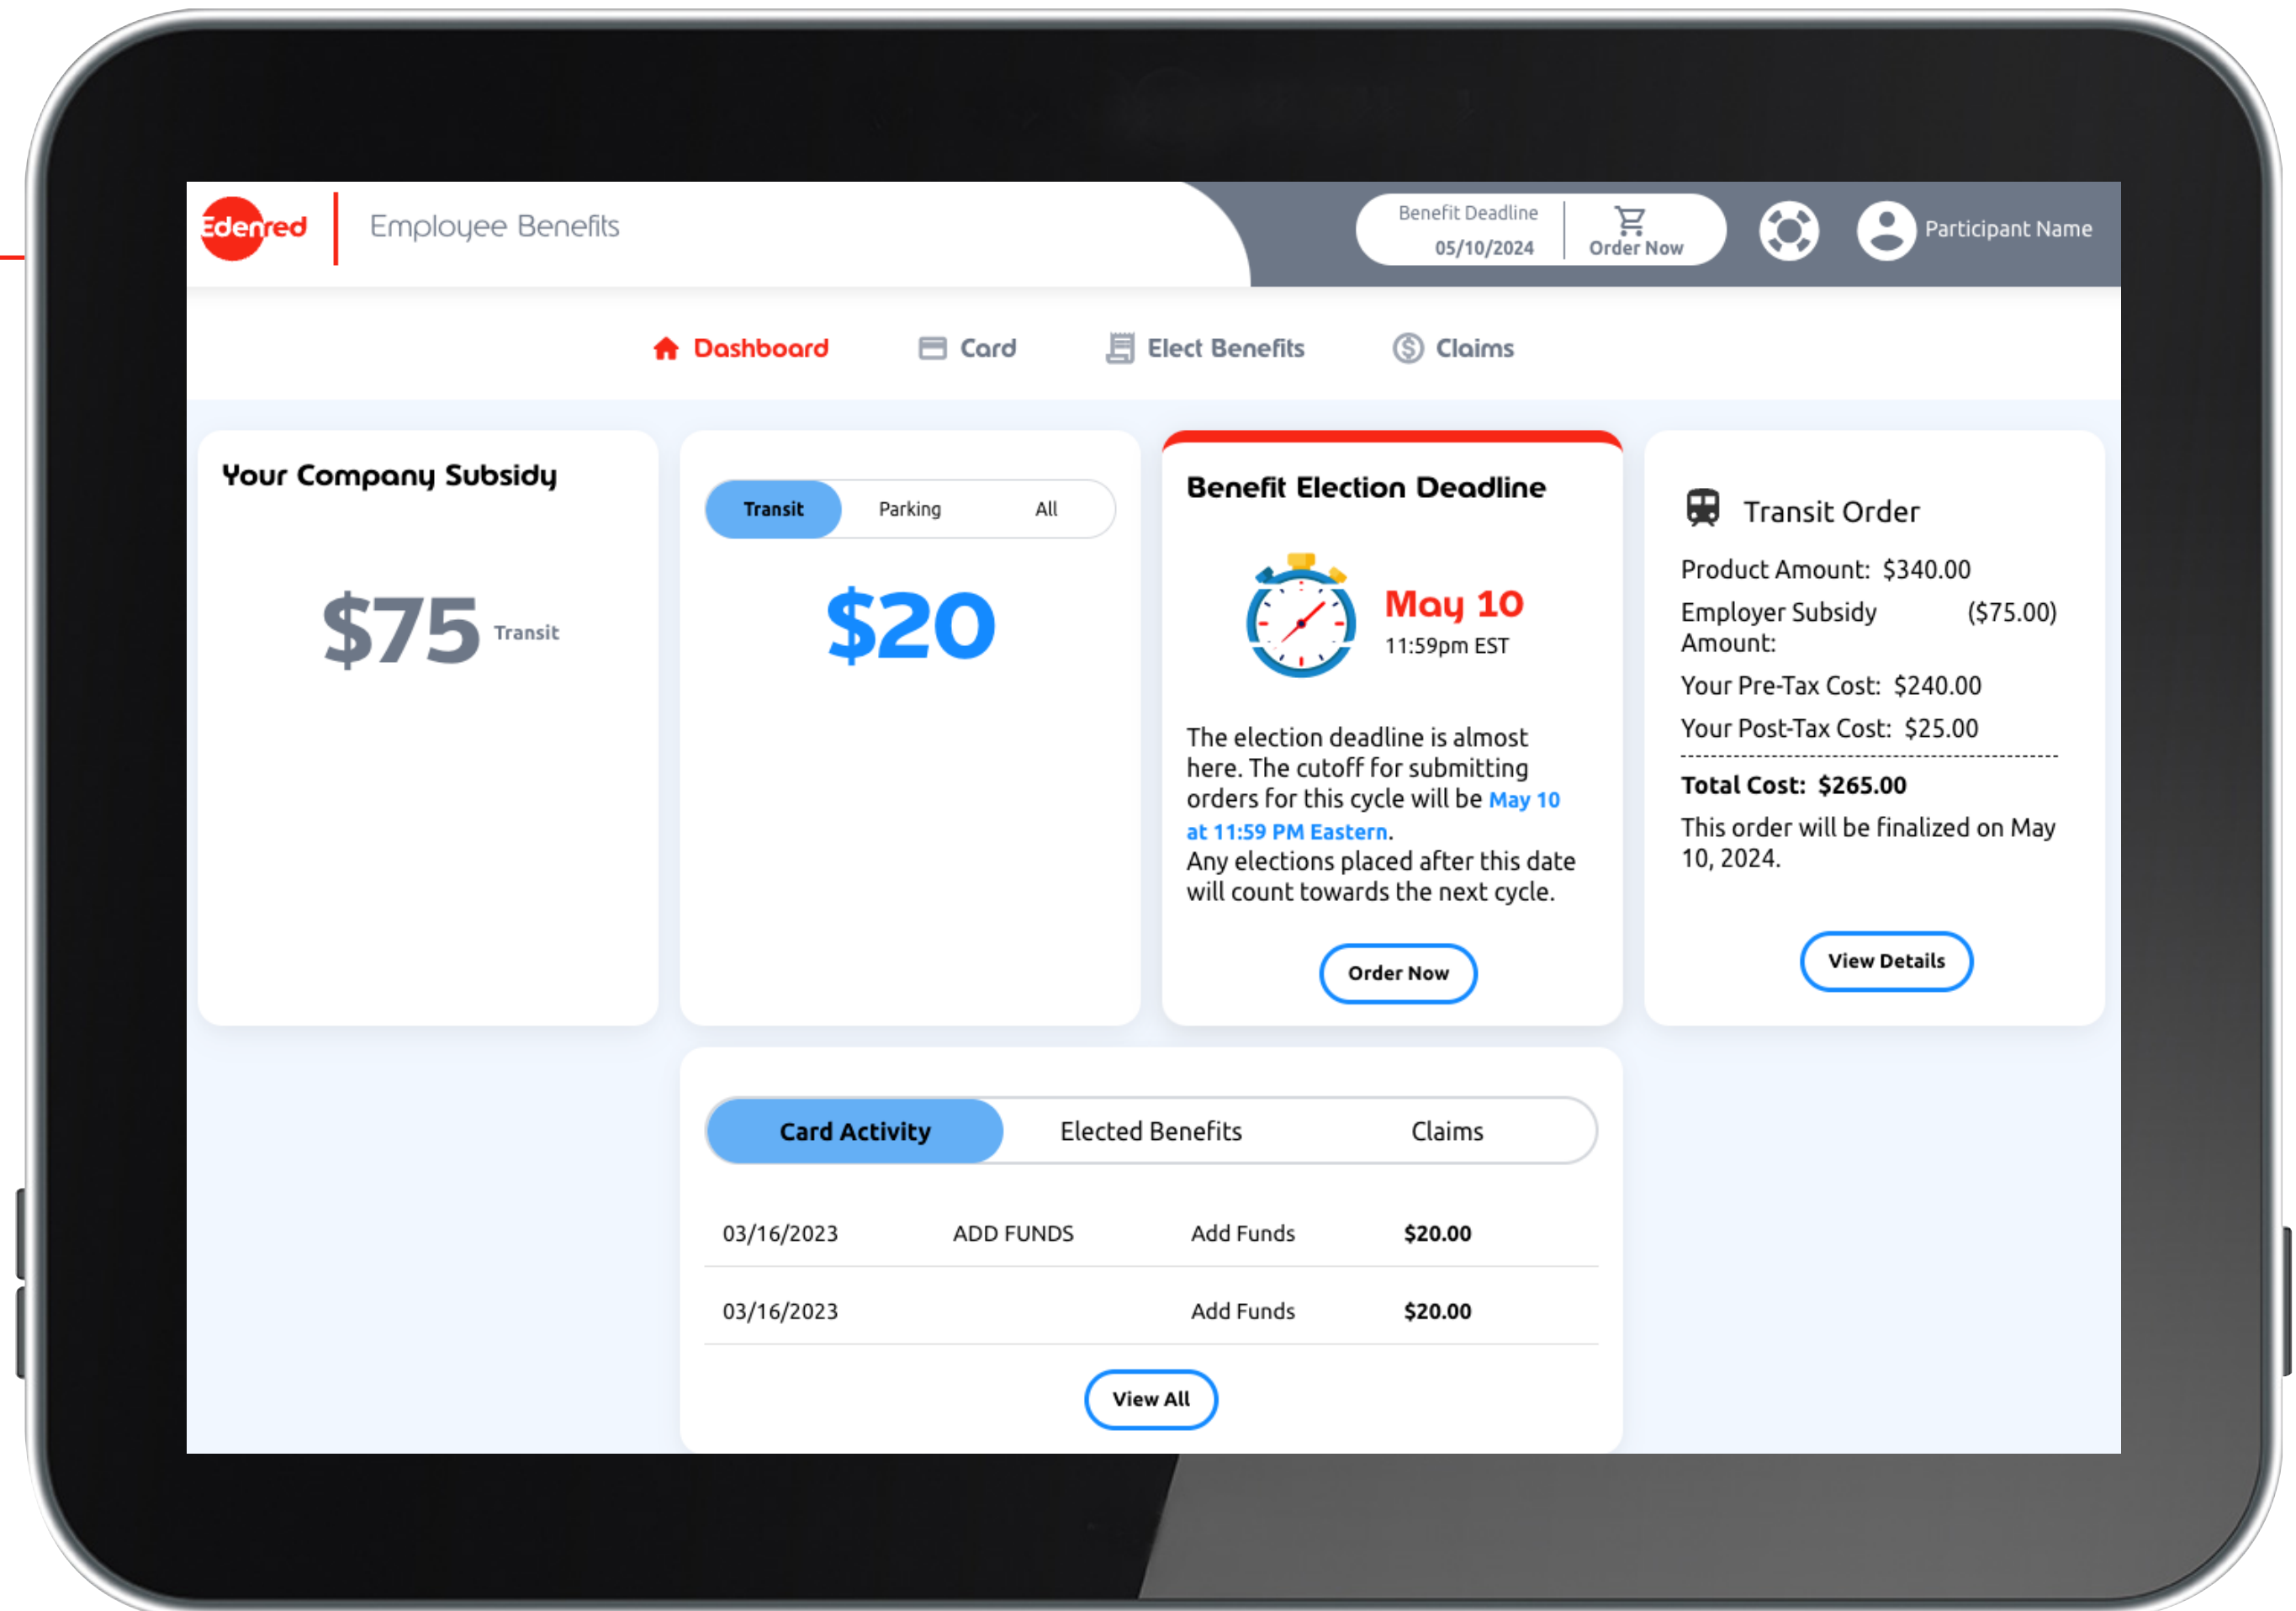 Edenred
Employee Benefits
Benefit Deadline
05/10/2024
Order Now
Participant Name
Dashboard
Card
Elect Benefits
Claims
Your Company Subsidy
$75 Transit
Transit
Parking
All
$20
Benefit Election Deadline
May 10
11:59pm EST
The election deadline is almost
here. The cutoff for submitting
orders for this cycle will be May 10
at 11:59 PM Eastern.
Any elections placed after this date
will count towards the next cycle.
Order Now
Transit Order
Product Amount: $340.00
Employer Subsidy ($75.00)
Amount:
Your Pre-Tax Cost: $240.00
Your Post-Tax Cost: $25.00
Total Cost: $265.00
This order will be finalized on May
10, 2024.
View Details
Card Activity
Elected Benefits
Claims
03/16/2023 ADD FUNDS Add Funds $20.00
03/16/2023 Add Funds $20.00
View All